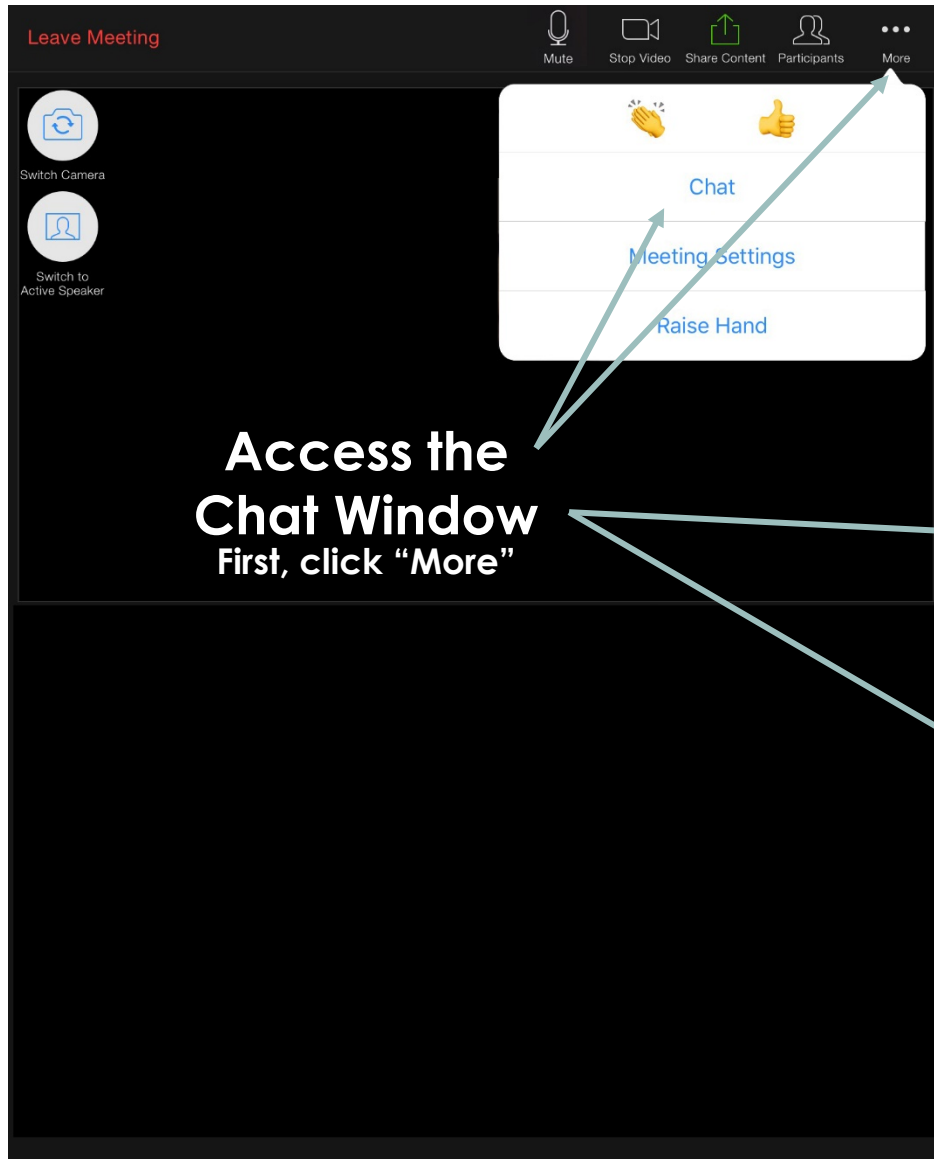 Leave Meeting
Mute
Stop Video
Share Content
Participants
More
Switch Camera
Switch to
Active Speaker
Chat
Meeting Settings
Raise Hand
Access the
Chat Window
First, click “More”